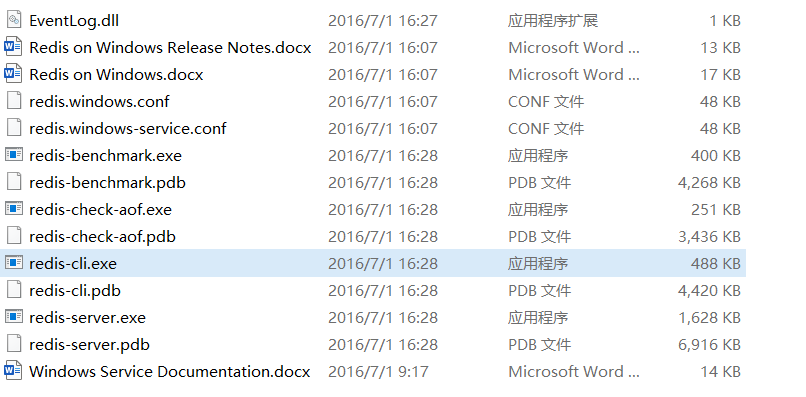 EventLog.dll 2016/7/1 16:27 应用程序扩展 1 KB
Redis on Windows Release Notes.docx 2016/7/1 16:07 Microsoft Word ... 13 KB
Redis on Windows.docx 2016/7/1 16:07 Microsoft Word ... 17 KB
redis.windows.conf 2016/7/1 16:07 CONF 文件 48 KB
redis.windows-service.conf 2016/7/1 16:07 CONF 文件 48 KB
redis-benchmark.exe 2016/7/1 16:28 应用程序 400 KB
redis-benchmark.pdb 2016/7/1 16:28 PDB 文件 4,268 KB
redis-check-aof.exe 2016/7/1 16:28 应用程序 251 KB
redis-check-aof.pdb 2016/7/1 16:28 PDB 文件 3,436 KB
redis-cli.exe 2016/7/1 16:28 应用程序 488 KB
redis-cli.pdb 2016/7/1 16:28 PDB 文件 4,420 KB
redis-server.exe 2016/7/1 16:28 应用程序 1,628 KB
redis-server.pdb 2016/7/1 16:28 PDB 文件 6,916 KB
Windows Service Documentation.docx 2016/7/1 9:17 Microsoft Word ... 14 KB